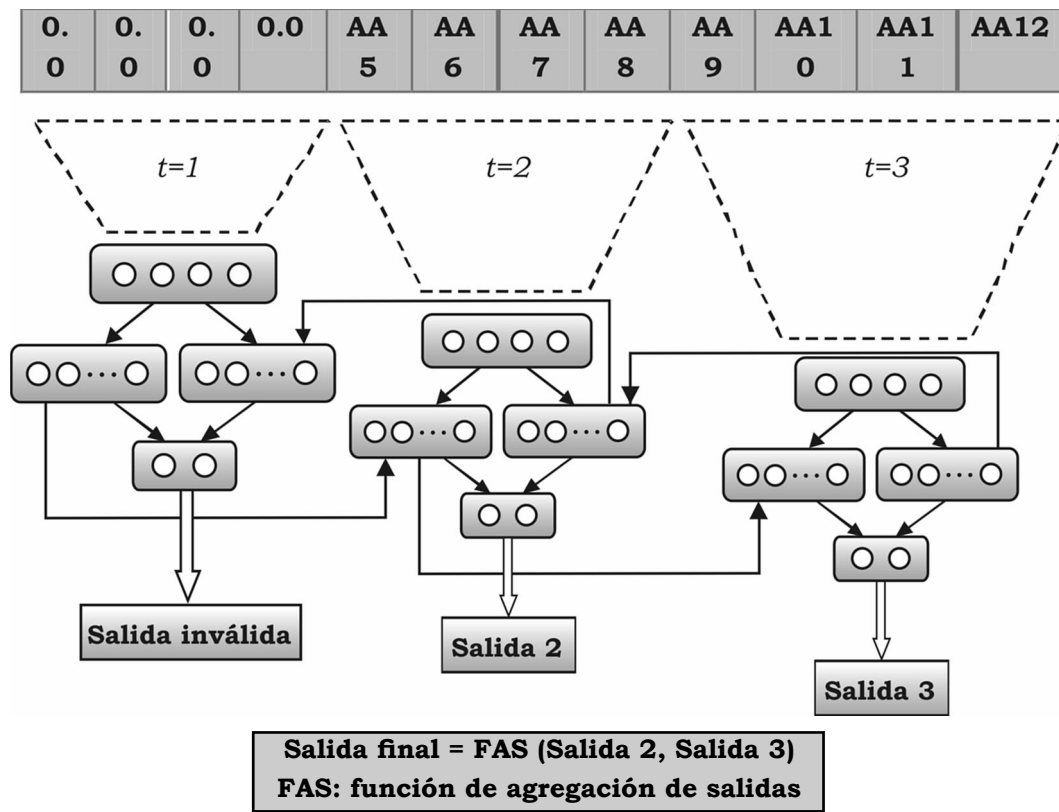 0. 0. 0. 0.0 AA AA AA AA AA AA1 AA1 AA12
0 0 0 5 6 7 8 9 0 1
t=1 t=2 t=3
Salida inválida
Salida 2
Salida 3
Salida final = FAS (Salida 2, Salida 3)
FAS: función de agregación de salidas